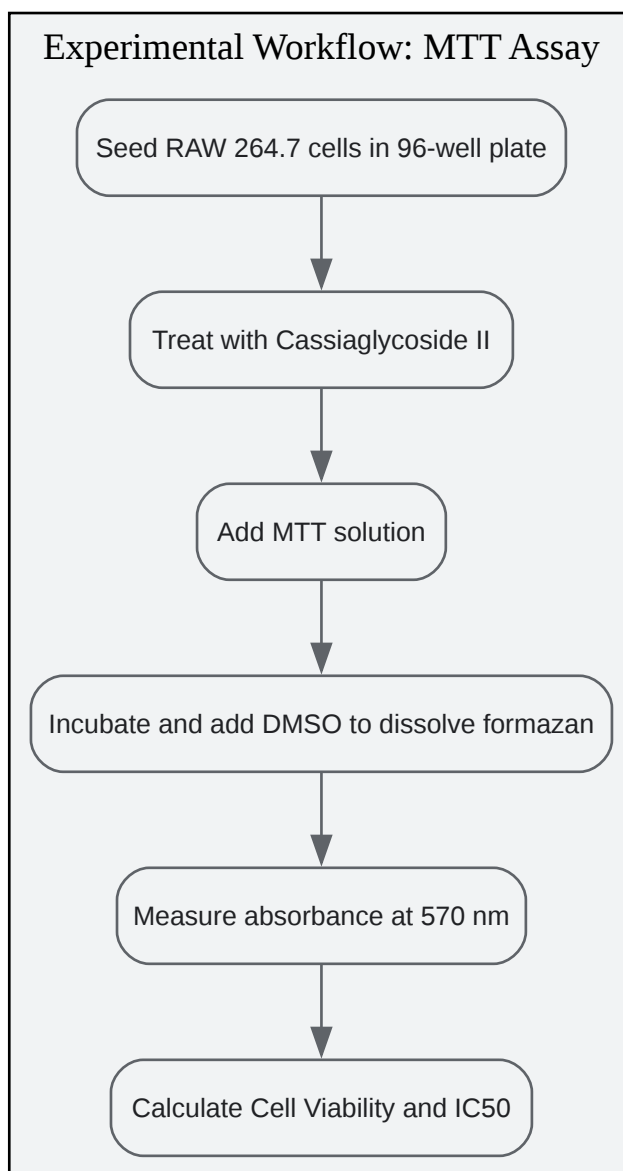 Experimental Workflow: MTT Assay
Seed RAW 264.7 cells in 96-well plate
Treat with Cassiaglycoside II
Add MTT solution
Incubate and add DMSO to dissolve formazan
Measure absorbance at 570 nm
Calculate Cell Viability and IC50